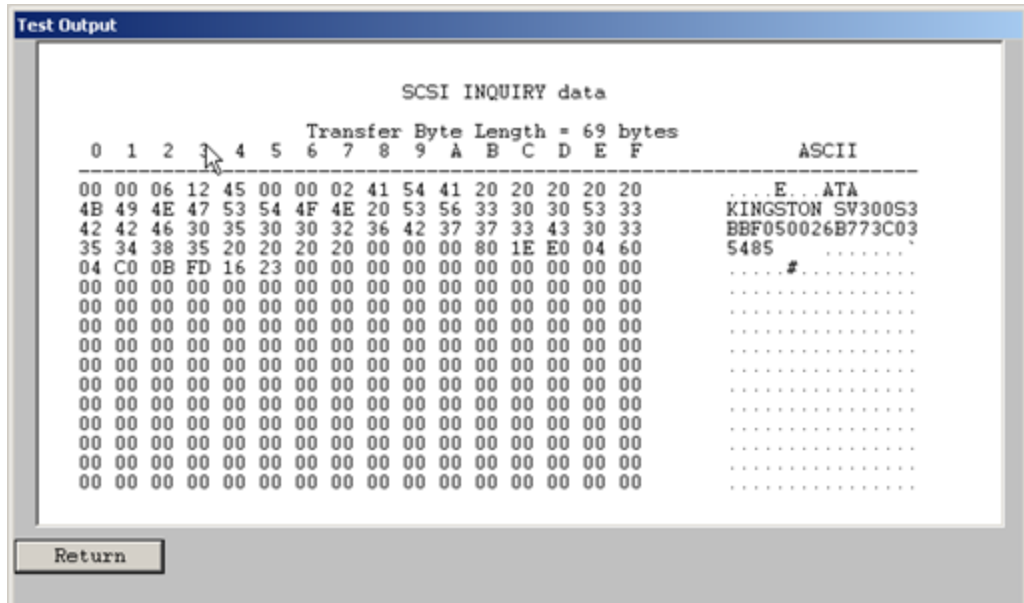 Test Output
SCSI INQUIRY data
Transfer Byte Length = 69 bytes
0 1 2 3 4 5 6 7 8 9 A B C D E F ASCII
00 00 06 12 45 00 00 02 41 54 41 20 20 20 20 20 ....E...ATA
4B 49 4E 47 53 54 4F 4E 20 53 56 33 30 30 53 33 KINGSTON SV300S3
42 42 46 30 35 30 30 32 36 42 37 37 33 43 30 33 BBF050026B773C03
35 34 38 35 20 20 20 20 00 00 00 80 1E E0 04 60 5485 .......`
04 C0 0B FD 16 23 00 00 00 00 00 00 00 00 00 00 .....#..........
00 00 00 00 00 00 00 00 00 00 00 00 00 00 00 00 ................
00 00 00 00 00 00 00 00 00 00 00 00 00 00 00 00 ................
00 00 00 00 00 00 00 00 00 00 00 00 00 00 00 00 ................
00 00 00 00 00 00 00 00 00 00 00 00 00 00 00 00 ................
00 00 00 00 00 00 00 00 00 00 00 00 00 00 00 00 ................
00 00 00 00 00 00 00 00 00 00 00 00 00 00 00 00 ................
00 00 00 00 00 00 00 00 00 00 00 00 00 00 00 00 ................
00 00 00 00 00 00 00 00 00 00 00 00 00 00 00 00 ................
00 00 00 00 00 00 00 00 00 00 00 00 00 00 00 00 ................
00 00 00 00 00 00 00 00 00 00 00 00 00 00 00 00 ................
00 00 00 00 00 00 00 00 00 00 00 00 00 00 00 00 ................
Return